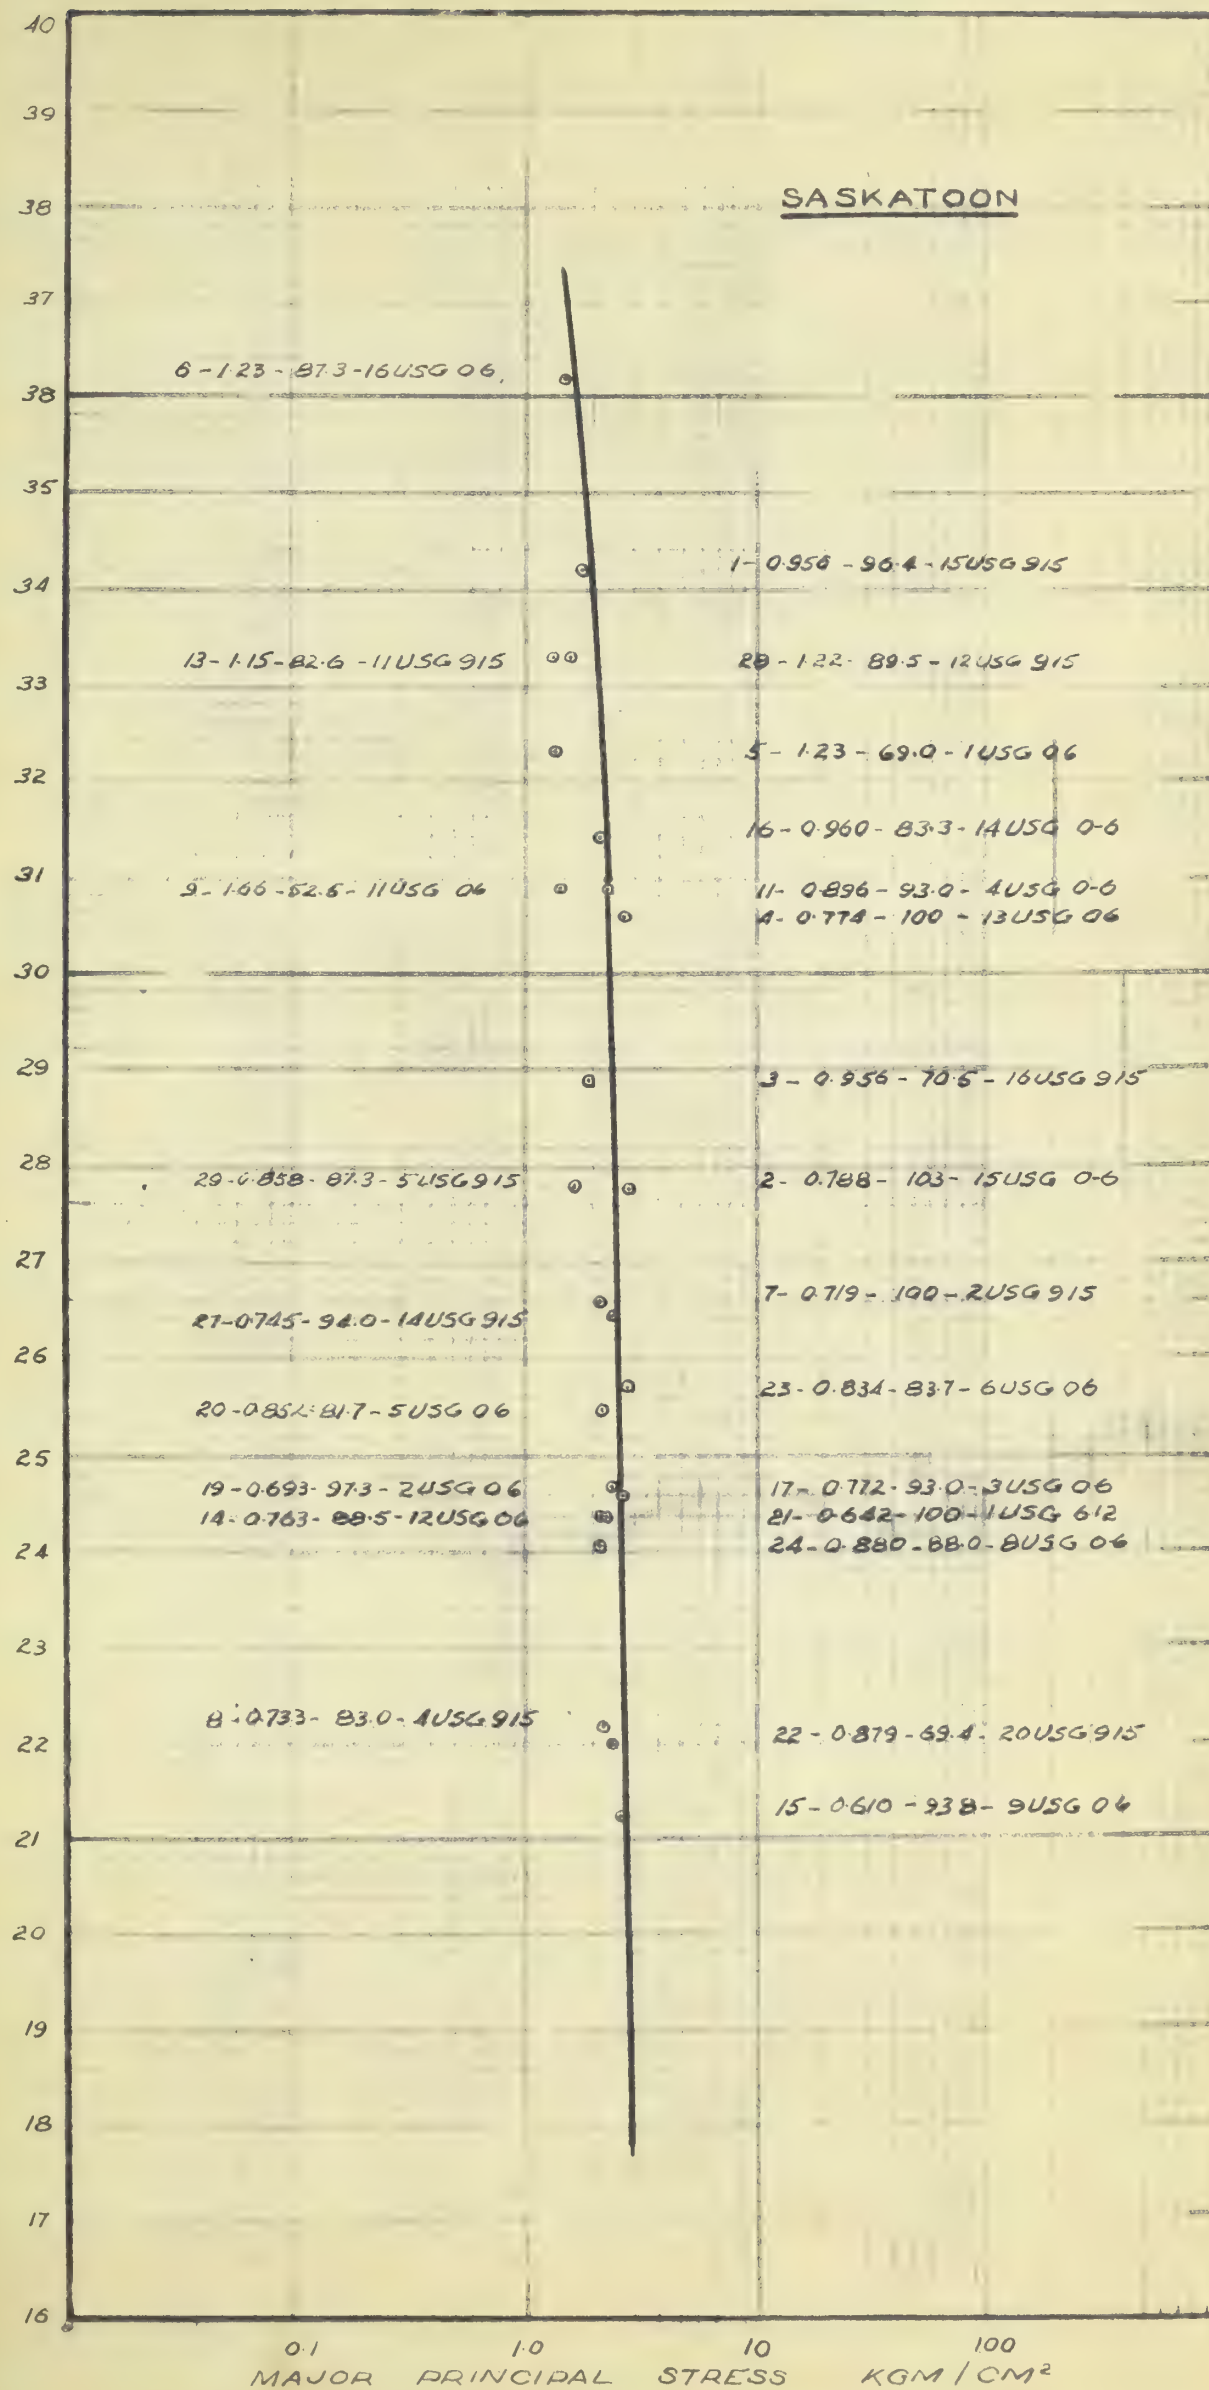 40
39
38
SASKATOON
37
6-1.23-87.3-16USG 06
38
35
1-0.956-96.4-15USG 915
34
13-1.15-82.6-11USG 915
28-1.22-89.5-12USG 915
33
5-1.23-69.0-1USG 06
32
16-0.960-83.3-14USG 0-6
31
9-1.66-52.5-11USG 06
11-0.896-93.0-4USG 0-6
4-0.774-100-13USG 06
30
29
3-0.956-70.5-16USG 915
28
29-0.858-87.3-5USG 915
2-0.788-103-15USG 0-6
27
7-0.719-100-2USG 915
27-0.745-94.0-14USG 915
26
23-0.834-83.7-6USG 06
20-0.852-81.7-5USG 06
25
19-0.693-97.3-2USG 06
17-0.772-93.0-3USG 06
14-0.763-88.5-12USG 06
21-0.642-100-1USG 612
24
24-0.880-88.0-8USG 06
23
8-0.733-83.0-4USG 915
22
22-0.879-69.4-20USG 915
15-0.610-93.8-9USG 06
21
20
19
18
17
16
0.1 1.0 10 100
MAJOR PRINCIPAL STRESS KGM/CM²